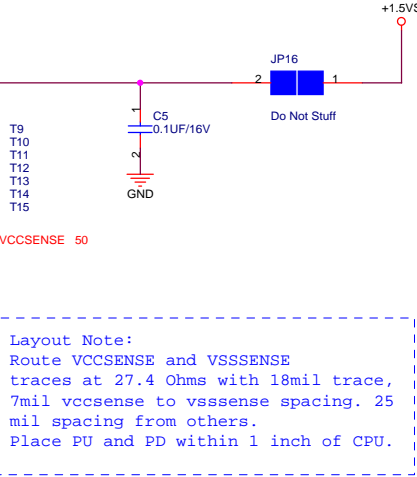 +1.5VS
JP16
2 1
1
C5
0.1UF/16V
Do Not Stuff
T9
T10
T11
T12
T13
T14
T15
2
GND
VCCSENSE 50
Layout Note:
Route VCCSENSE and VSSSENSE
traces at 27.4 Ohms with 18mil trace,
7mil vccsense to vsssense spacing. 25
mil spacing from others.
Place PU and PD within 1 inch of CPU.